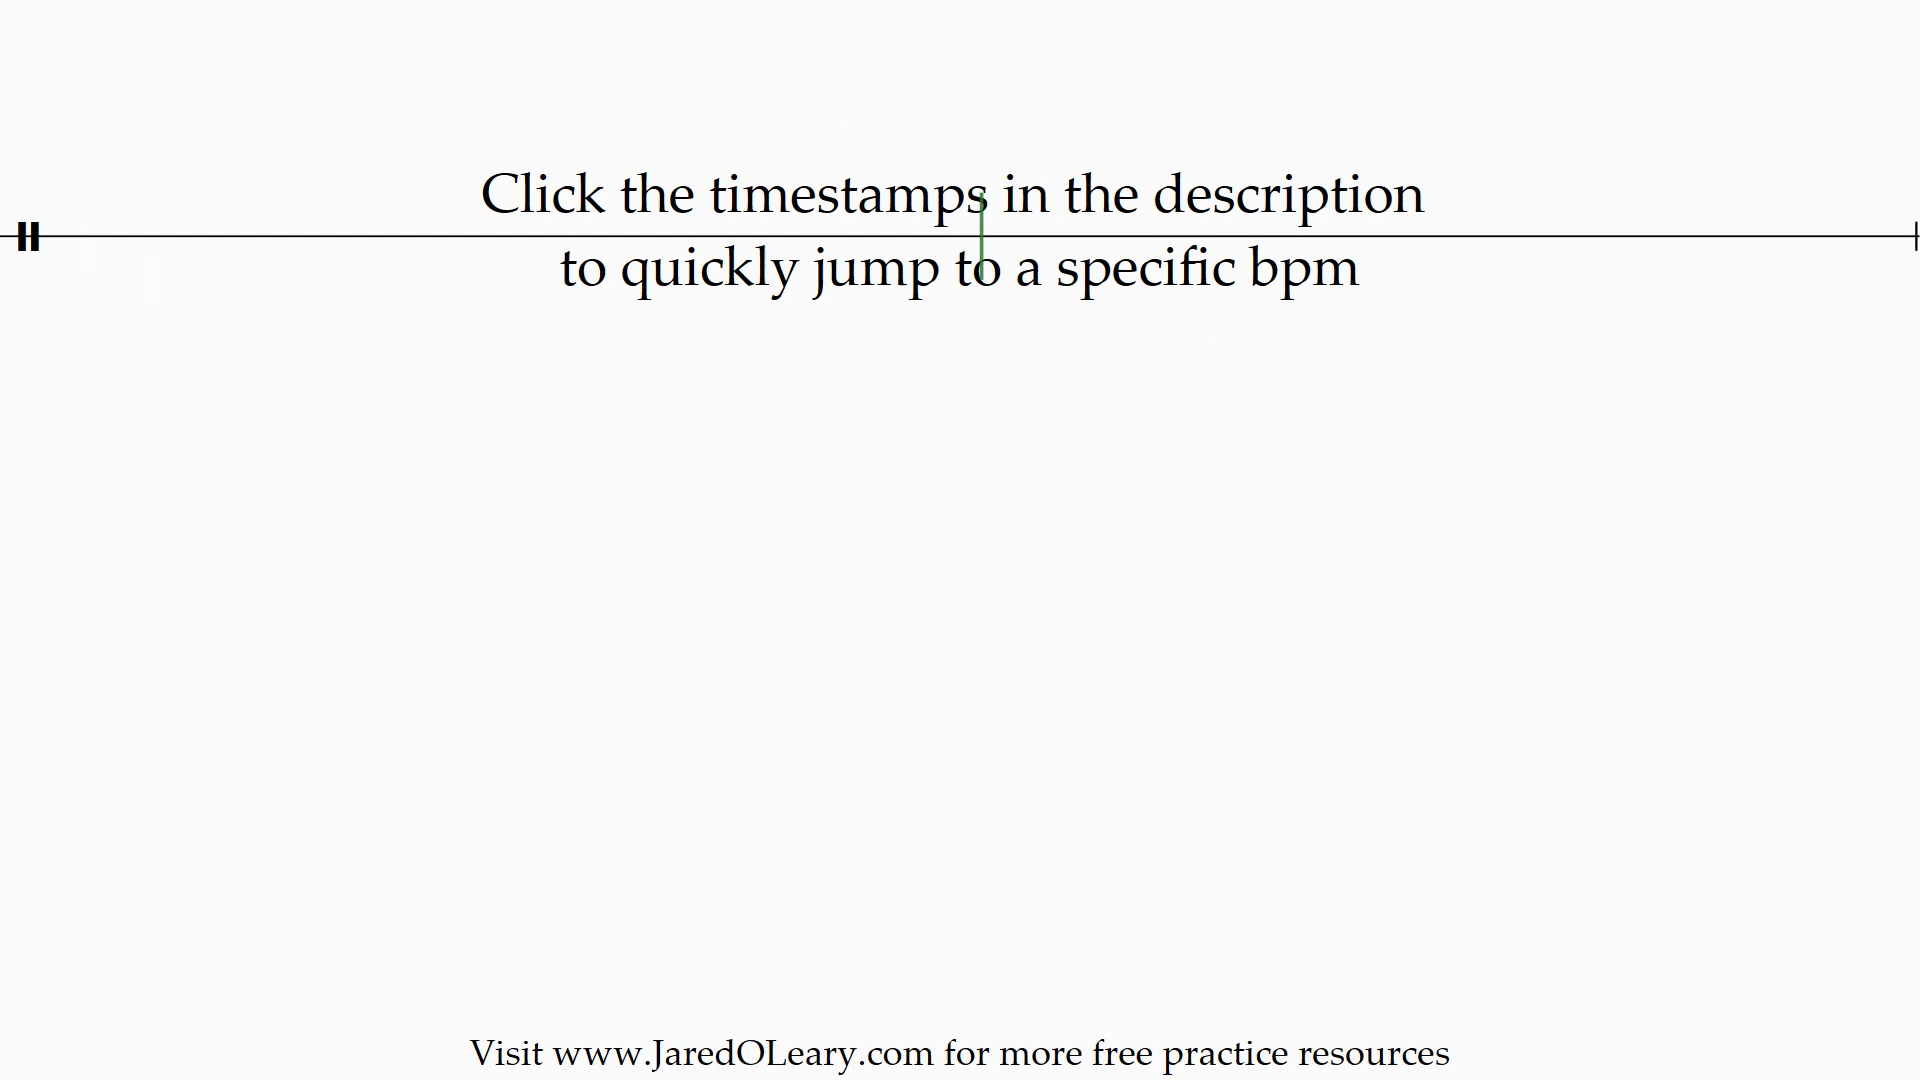 Click the timestamps in the description
to quickly jump to a specific bpm
Visit www.JaredOLeary.com for more free practice resources